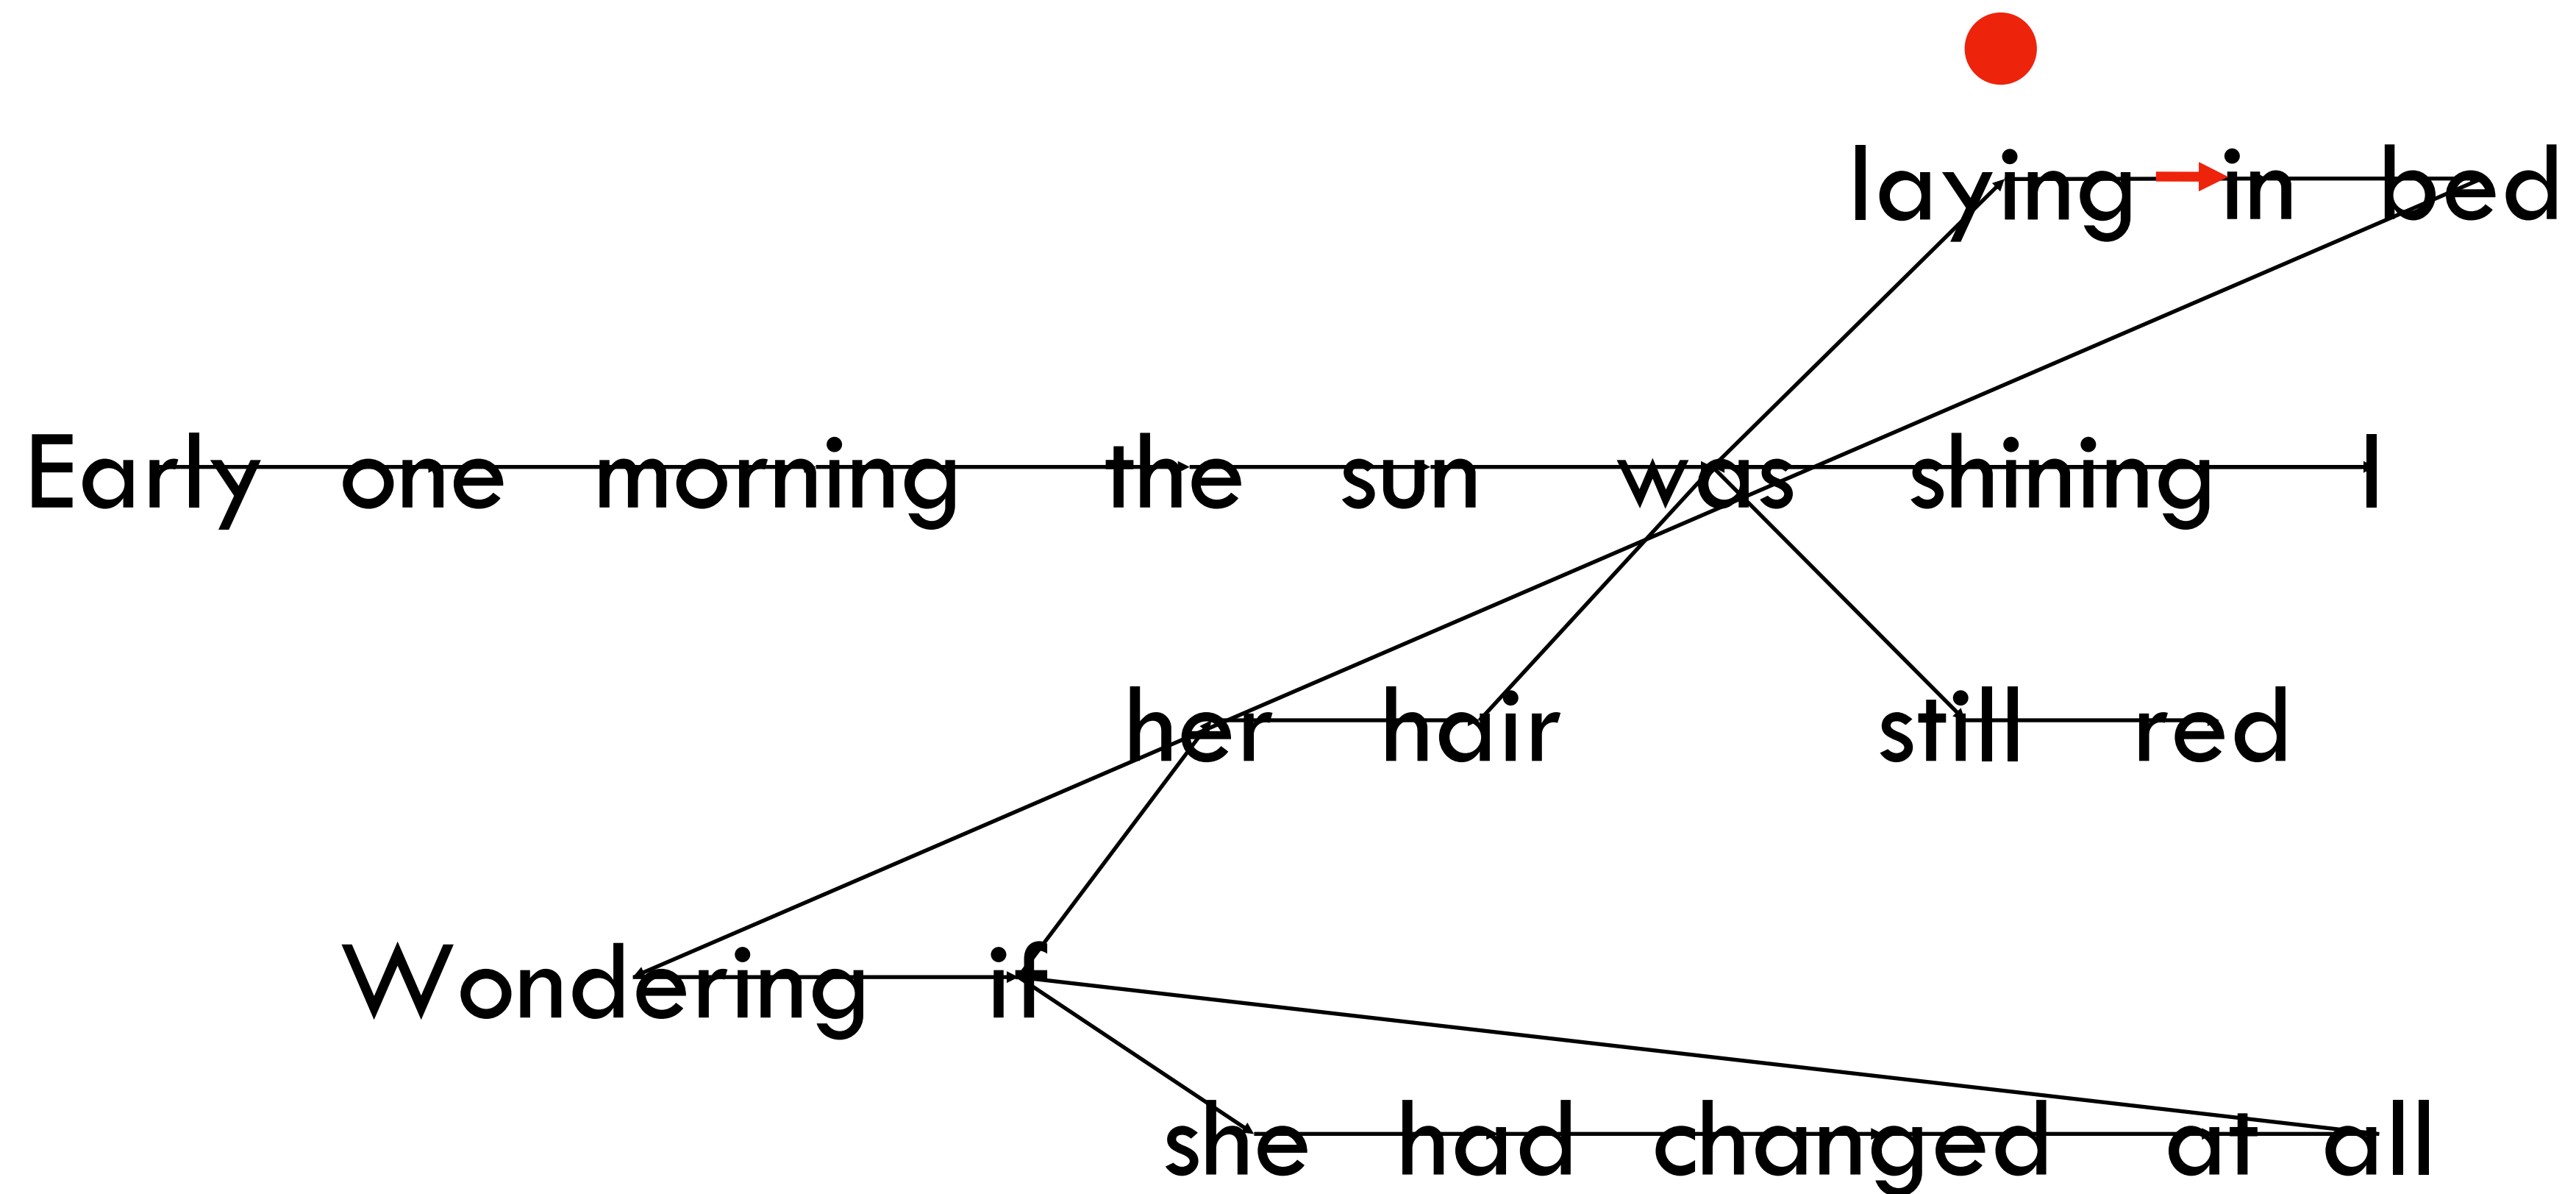 laying in bed
Early one morning the sun was shining I
her hair still red
Wondering if
she had changed at all